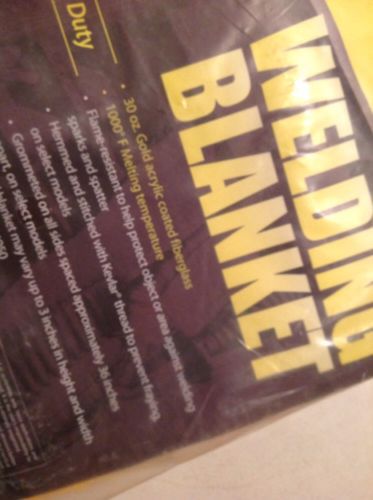 WELDING
BLANKET
Duty
• 30 oz. Gold acrylic coated fiberglass
• 1000° F Melting temperature
• Flame-resistant to help protect object or area against welding
sparks and spatter
• Hemmed and stitched with Kevlar® thread to prevent fraying,
on select models
• Grommeted on all sides spaced approximately 36 inches
apart, on select models
blankets may vary up to 3 inches in height and width